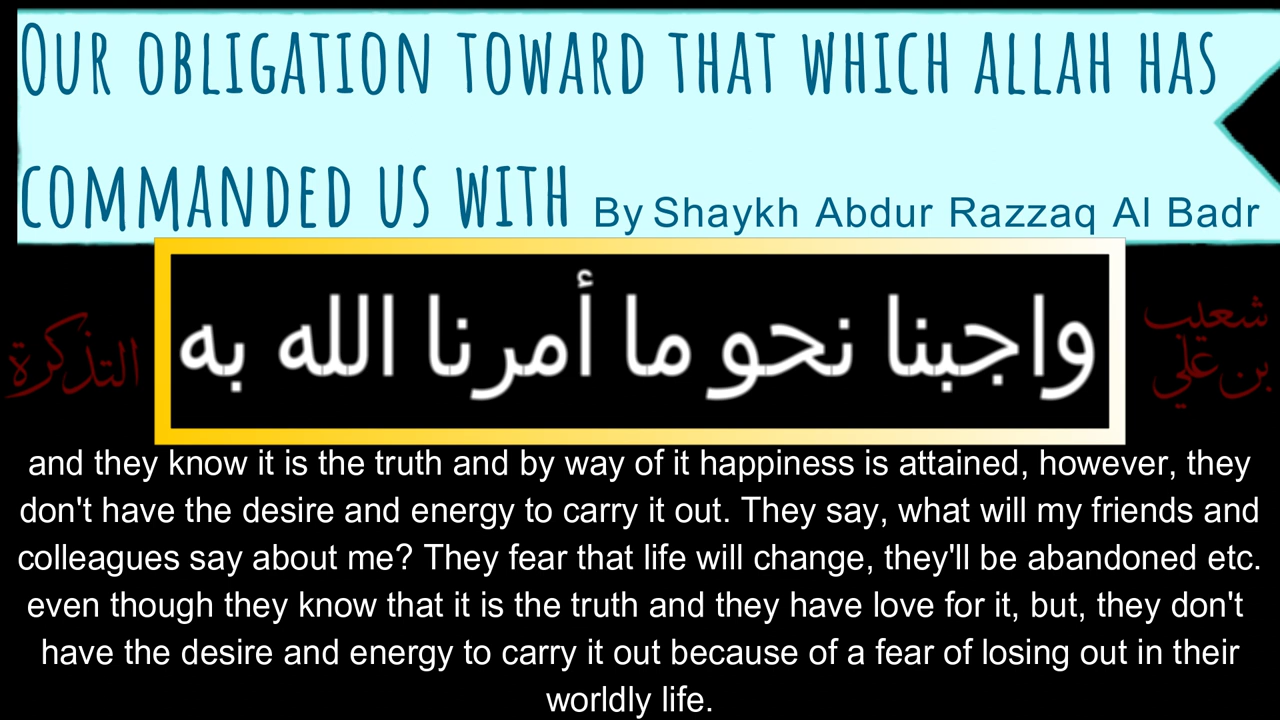 OUR OBLIGATION TOWARD THAT WHICH ALLAH HAS
COMMANDED US WITH By Shaykh Abdur Razzaq Al Badr
واجبنا نحو ما أمرنا الله به
شعيب
بن علي
التذكرة
and they know it is the truth and by way of it happiness is attained, however, they
don't have the desire and energy to carry it out. They say, what will my friends and
colleagues say about me? They fear that life will change, they'll be abandoned etc.
even though they know that it is the truth and they have love for it, but, they don't
have the desire and energy to carry it out because of a fear of losing out in their
worldly life.